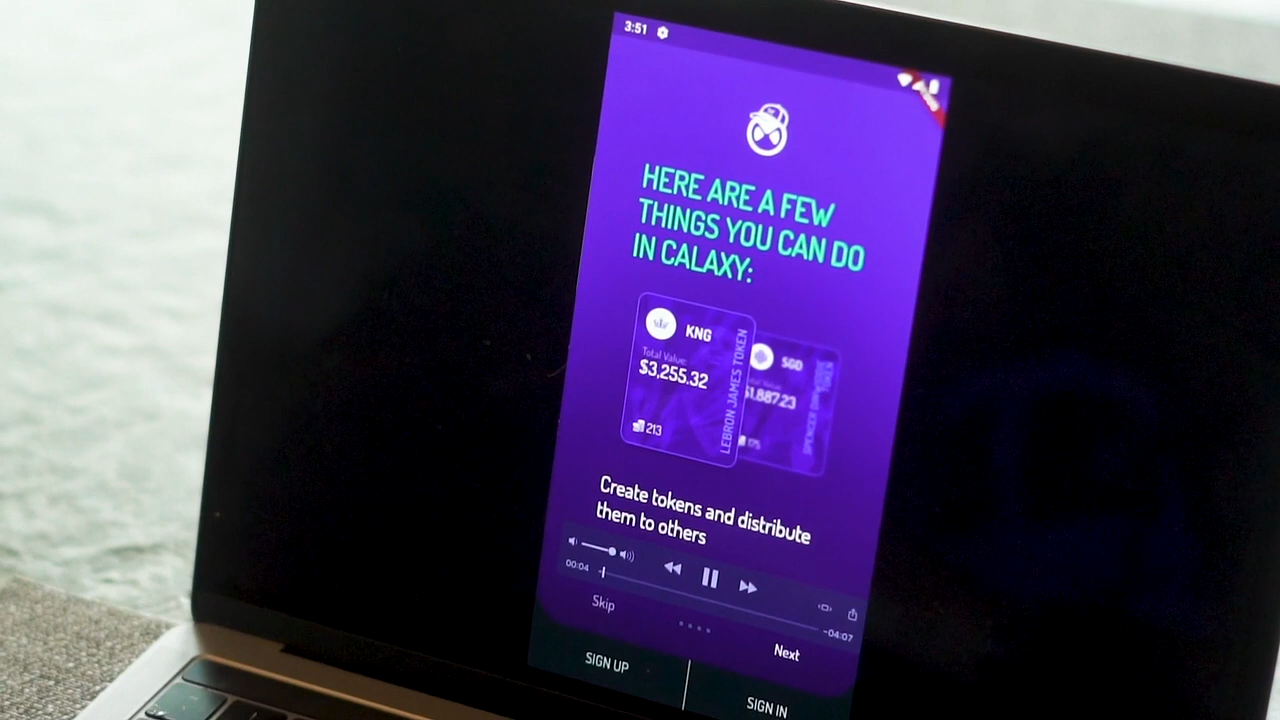 3:51
HERE ARE A FEW
THINGS YOU CAN DO
IN CALAXY:
KNG
Total Value
$3,255.32
LEBRON JAMES TOKEN
213
SGD
$1,887.23
TOKEN
175
Create tokens and distribute
them to others
00:04
-04:07
Skip
Next
SIGN UP
SIGN IN